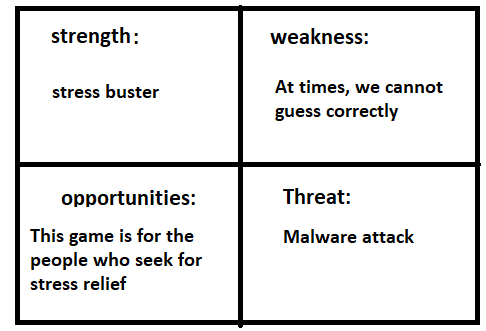 strength:
stress buster
weakness:
At times, we cannot
guess correctly
opportunities:
This game is for the
people who seek for
stress relief
Threat:
Malware attack